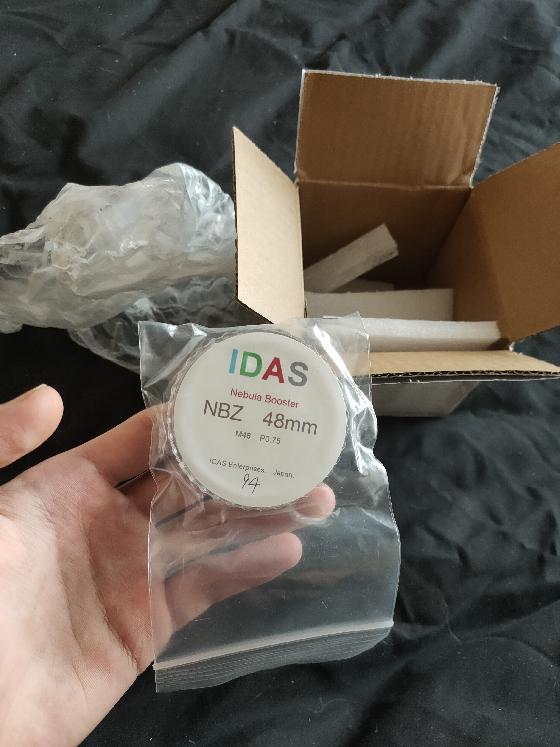 IDAS
Nebula Booster
NBZ 48mm
M48 P0.75
IDAS Enterprises. Japan.
94